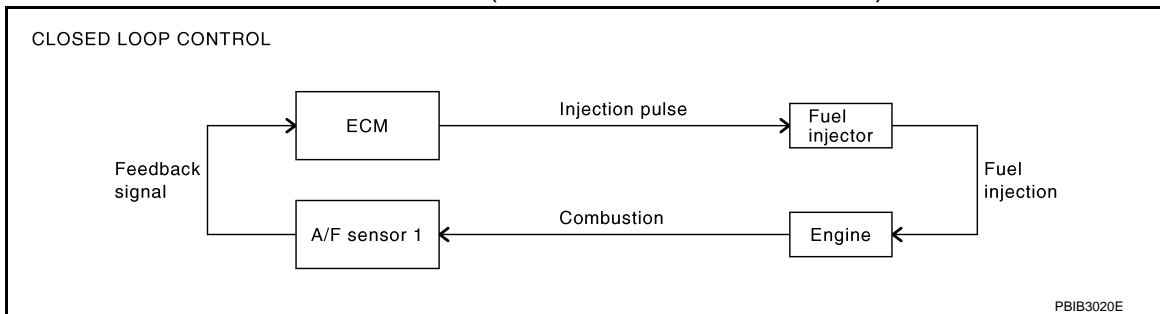 CLOSED LOOP CONTROL
ECM
Injection pulse
Fuel
injector
Feedback
signal
Fuel
injection
A/F sensor 1
Combustion
Engine
PBIB3020E